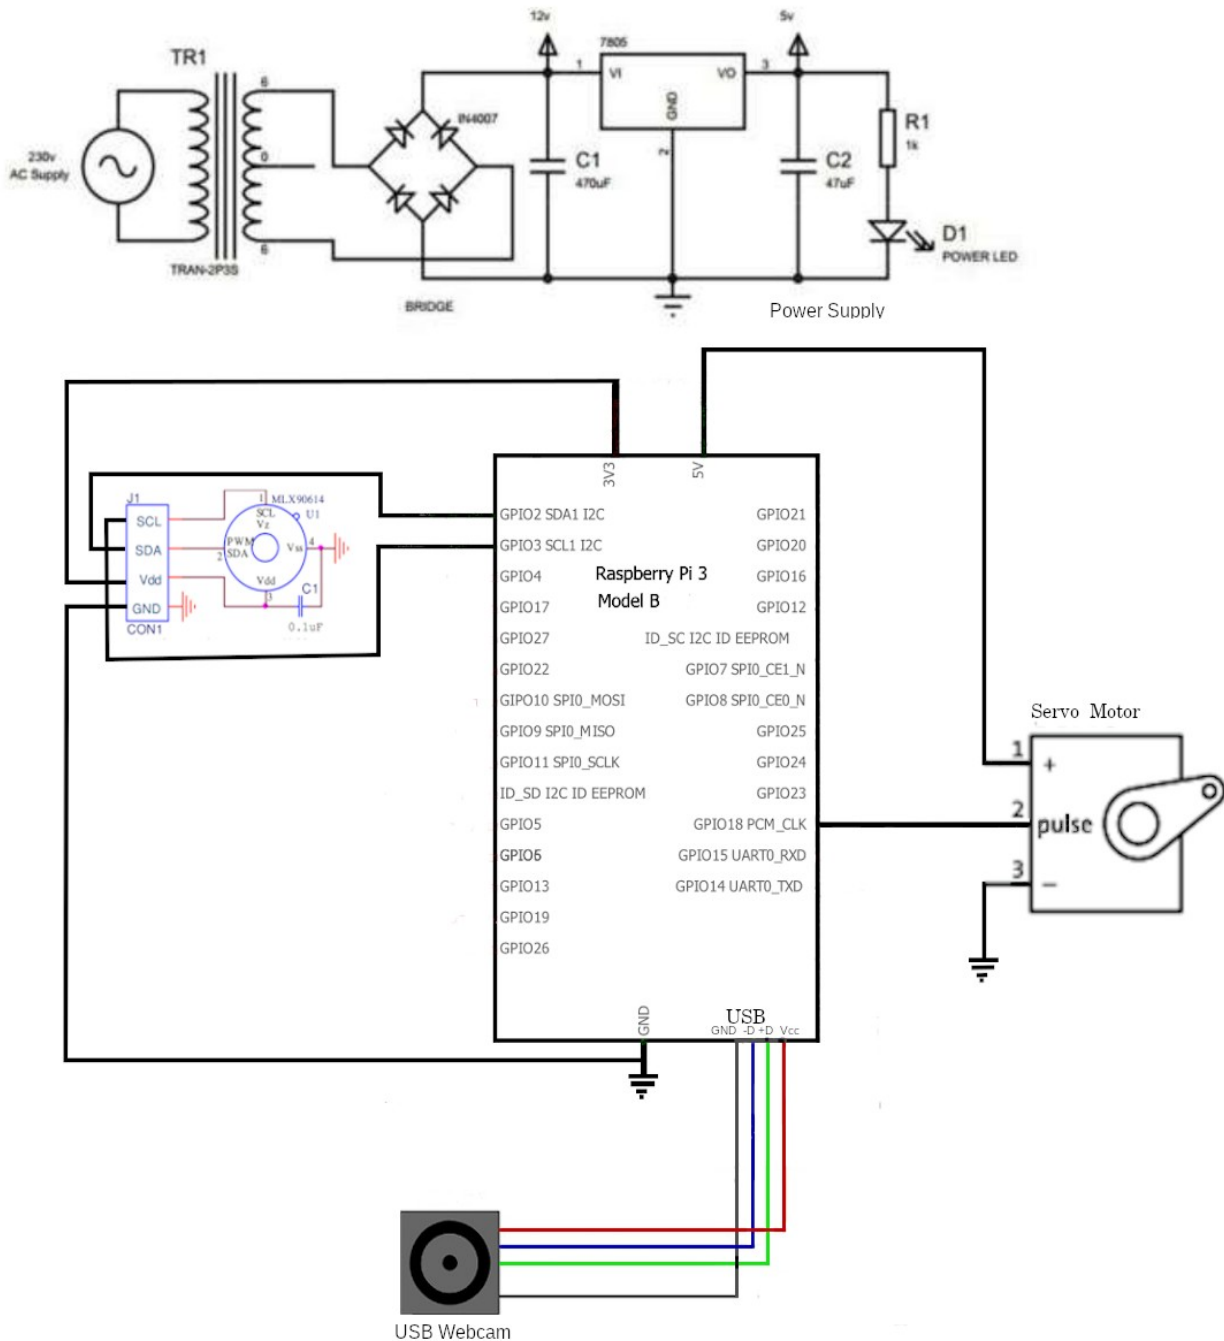 12v
5v
TR1
7805
6
1
VI
VO
3
IN4007
GND
R1
1k
230v
AC Supply
0
C1
470uF
2
C2
47uF
6
D1
POWER LED
TRAN-2P3S
BRIDGE
Power Supply
3V3
5V
J1
MLX90614
1
U1
SCL
SCL
Vz
GPIO2 SDA1 I2C
GPIO21
SDA
PWM
SDA
2
Vss
4
GPIO3 SCL1 I2C
GPIO20
Vdd
Vdd
3
C1
GPIO4
Raspberry Pi 3
GPIO16
GND
Model B
GPIO17
GPIO12
CON1
0.1uF
GPIO27
ID_SC I2C ID EEPROM
GPIO22
GPIO7 SPI0_CE1_N
GIPO10 SPI0_MOSI
GPIO8 SPI0_CE0_N
Servo Motor
GPIO9 SPI0_MISO
GPIO25
GPIO11 SPI0_SCLK
GPIO24
1
+
ID_SD I2C ID EEPROM
GPIO23
GPIO5
GPIO18 PCM_CLK
2
pulse
GPIO15 UART0_RXD
GPIO13
GPIO14 UART0_TXD
3
−
GPIO19
GPIO26
GND
USB
GND -D +D Vcc
USB Webcam